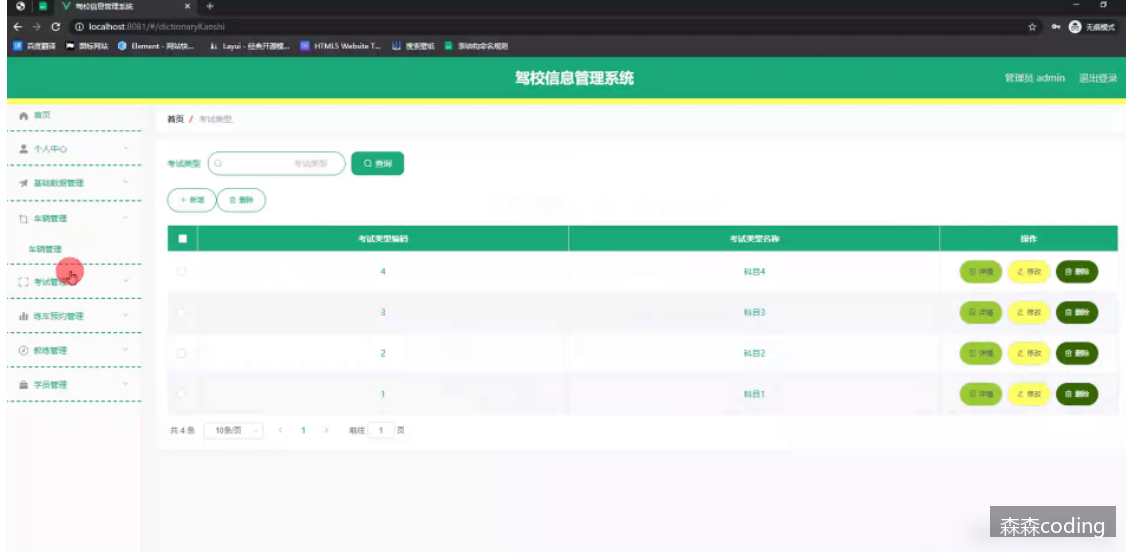 驾校信息管理系统
localhost:8081/#/dictionaryKanshi
无痕模式
百度翻译 图标网站 Element - 网站快... Layui - 经典开源模... HTML5 Website T... 搜索壁纸 表结构命名规则
驾校信息管理系统
管理员 admin 退出登录
首页
个人中心
基础数据管理
车辆管理
车辆管理
考试管理
练车预约管理
教练管理
学员管理
首页 / 考试类型
考试类型 考试类型 查询
+ 新增 删除
考试类型编码 考试类型名称 操作
4 科目4 详情 修改 删除
3 科目3 详情 修改 删除
2 科目2 详情 修改 删除
1 科目1 详情 修改 删除
共 4 条 10条/页 < 1 > 前往 1 页
森森coding